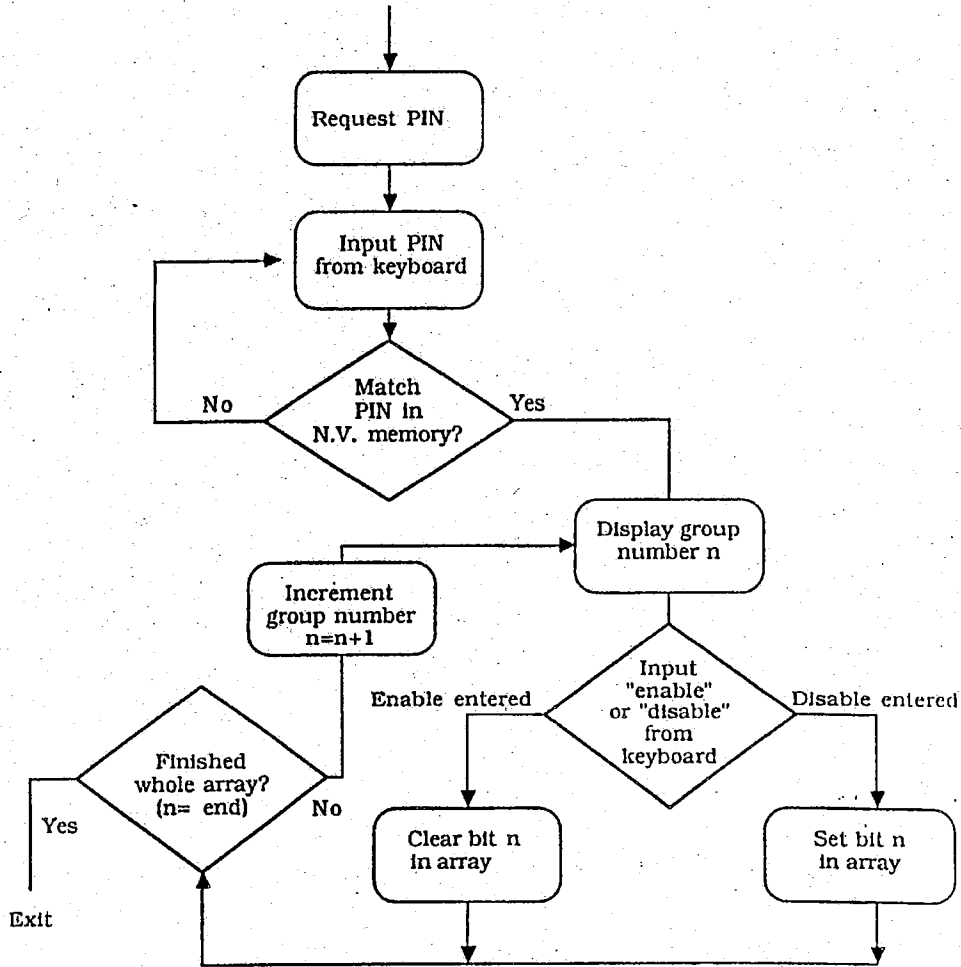 Request PIN
Input PIN
from keyboard
Match
PIN in
N.V. memory?
No
Yes
Display group
number n
Increment
group number
n=n+1
Input
"enable"
or "disable"
from
keyboard
Enable entered
Disable entered
Finished
whole array?
(n= end)
No
Yes
Clear bit n
in array
Set bit n
in array
Exit